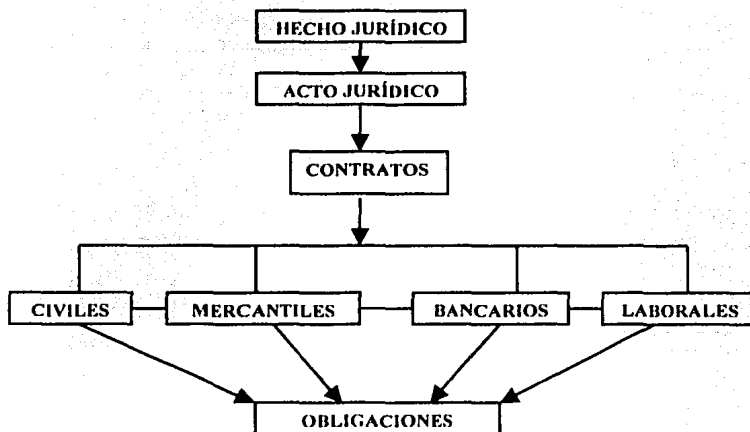 HECHO JURÍDICO
ACTO JURÍDICO
CONTRATOS
CIVILES
MERCANTILES
BANCARIOS
LABORALES
OBLIGACIONES